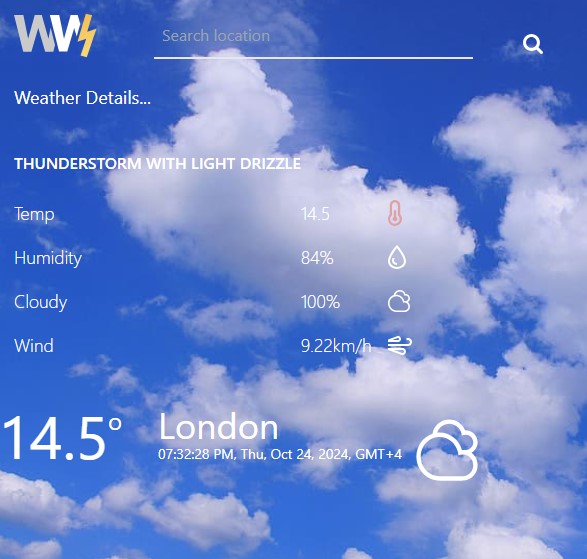 WW
Search location
Weather Details...
THUNDERSTORM WITH LIGHT DRIZZLE
Temp 14.5
Humidity 84%
Cloudy 100%
Wind 9.22km/h
14.5° London
07:32:28 PM, Thu, Oct 24, 2024, GMT+4